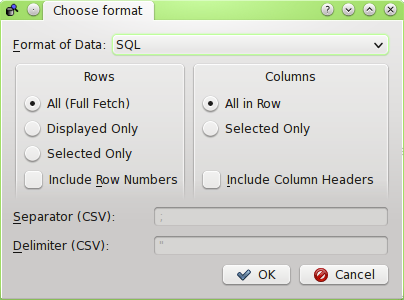 Choose format
Format of Data: SQL
Rows
Columns
All (Full Fetch)
All in Row
Displayed Only
Selected Only
Selected Only
Include Row Numbers
Include Column Headers
Separator (CSV): ;
Delimiter (CSV): "
OK
Cancel